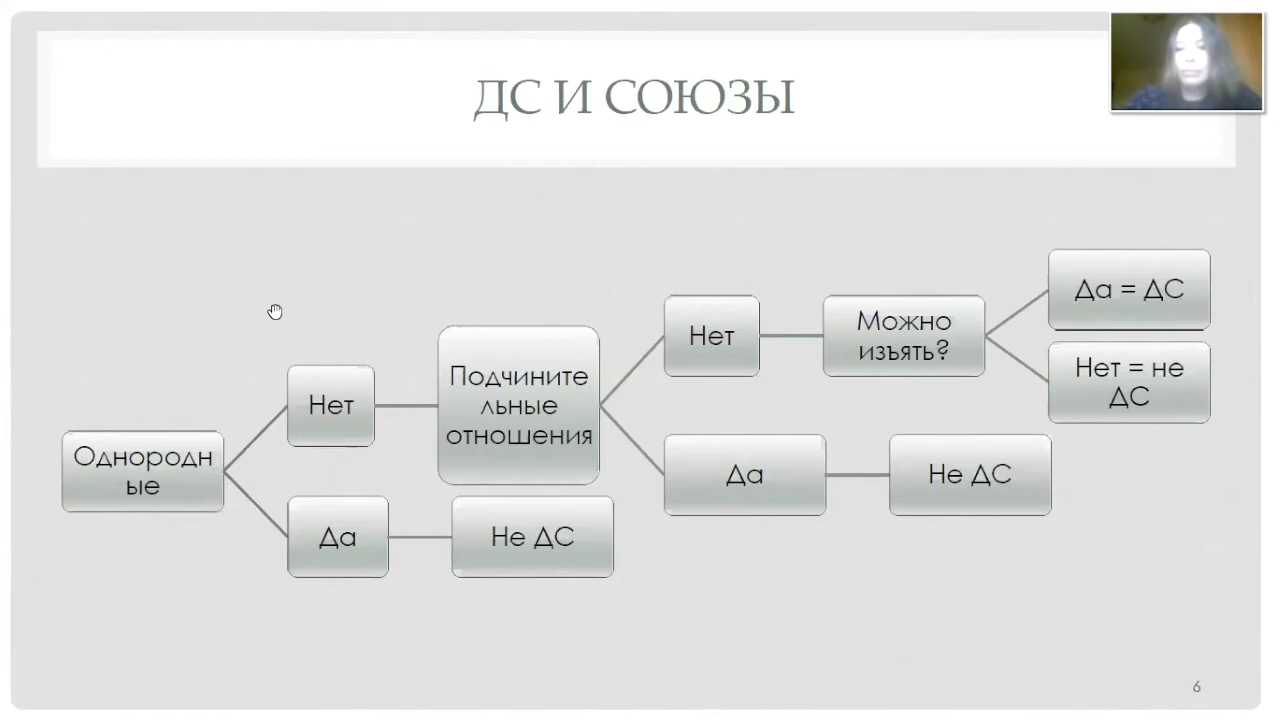 ДС И СОЮЗЫ
Однородн
ые
Нет
Да
Подчините
льные
отношения
Не ДС
Нет
Да
Можно
изъять?
Не ДС
Да = ДС
Нет = не
ДС
6